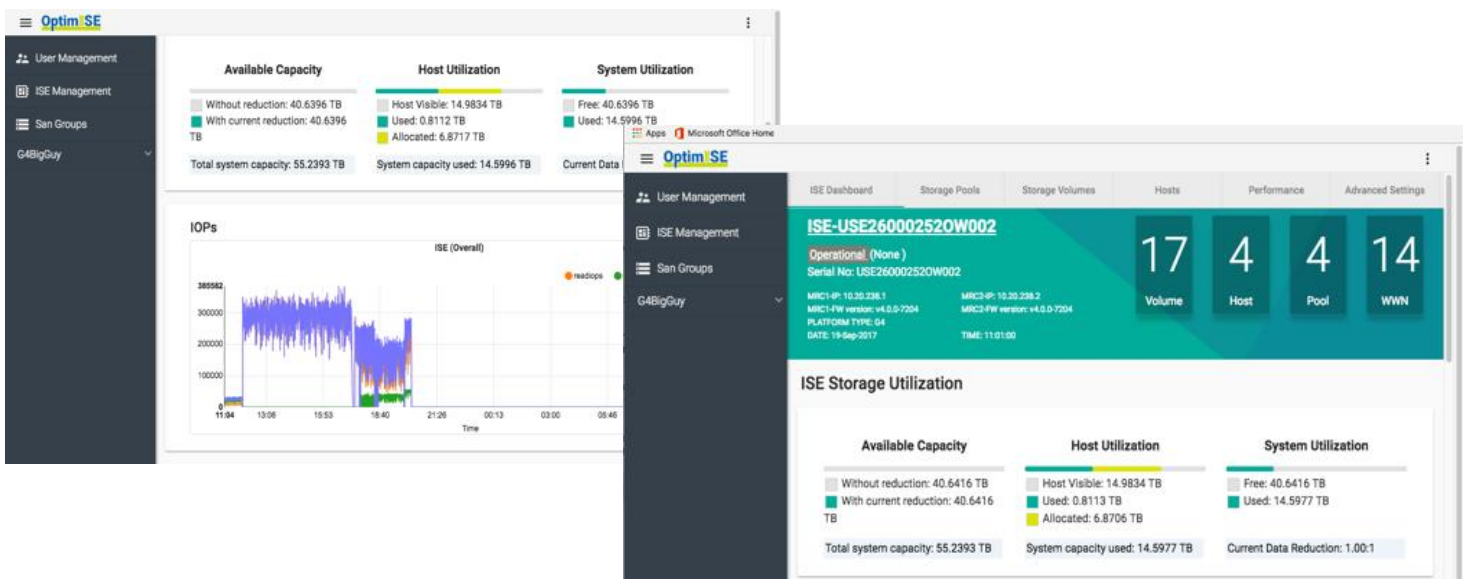 OptimISE
User Management
ISE Management
San Groups
G4BigGuy
Available Capacity
Without reduction: 40.6396 TB
With current reduction: 40.6396
TB
Total system capacity: 55.2393 TB
Host Utilization
Host Visible: 14.9834 TB
Used: 0.8112 TB
Allocated: 6.8717 TB
System capacity used: 14.5996 TB
System Utilization
Free: 40.6396 TB
Used: 14.5996 TB
Current Data
IOPs
ISE (Overall)
readiops
385582
300000
200000
100000
0
11:04 13:06 15:53 18:40 21:26 00:13 03:00 05:46
Time
Apps Microsoft Office Home
OptimISE
User Management
ISE Management
San Groups
G4BigGuy
ISE Dashboard Storage Pools Storage Volumes Hosts Performance Advanced Settings
ISE-USE26000252OW002
Operational (None )
Serial No: USE26000252OW002
MRC1-IP: 10.20.238.1 MRC2-IP: 10.20.238.2
MRC1-FW version: v4.0.0-7204 MRC2-FW version: v4.0.0-7204
PLATFORM TYPE: G4
DATE: 19-Sep-2017 TIME: 11:01:00
17 4 4 14
Volume Host Pool WWN
ISE Storage Utilization
Available Capacity
Without reduction: 40.6416 TB
With current reduction: 40.6416
TB
Total system capacity: 55.2393 TB
Host Utilization
Host Visible: 14.9834 TB
Used: 0.8113 TB
Allocated: 6.8706 TB
System capacity used: 14.5977 TB
System Utilization
Free: 40.6416 TB
Used: 14.5977 TB
Current Data Reduction: 1.00:1